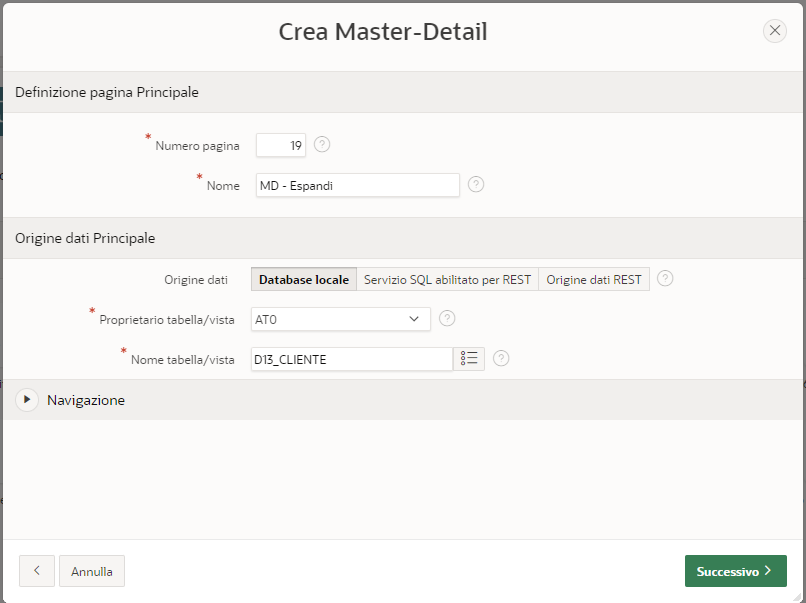 Crea Master-Detail
Definizione pagina Principale
* Numero pagina 19 ?
* Nome MD - Espandi ?
Origine dati Principale
Origine dati Database locale Servizio SQL abilitato per REST Origine dati REST ?
* Proprietario tabella/vista AT0 ?
* Nome tabella/vista D13_CLIENTE ?
Navigazione
Annulla Successivo